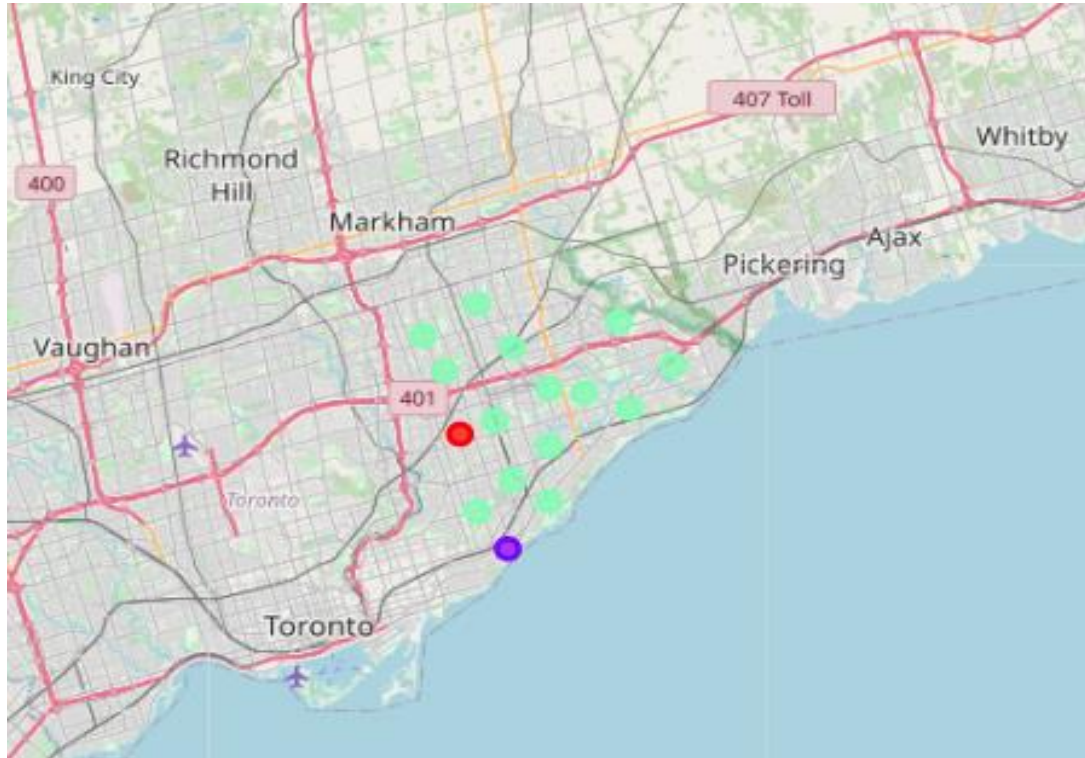 King City
407 Toll
Whitby
Richmond
Hill
400
Markham
Ajax
Pickering
Vaughan
401
Toronto
Toronto